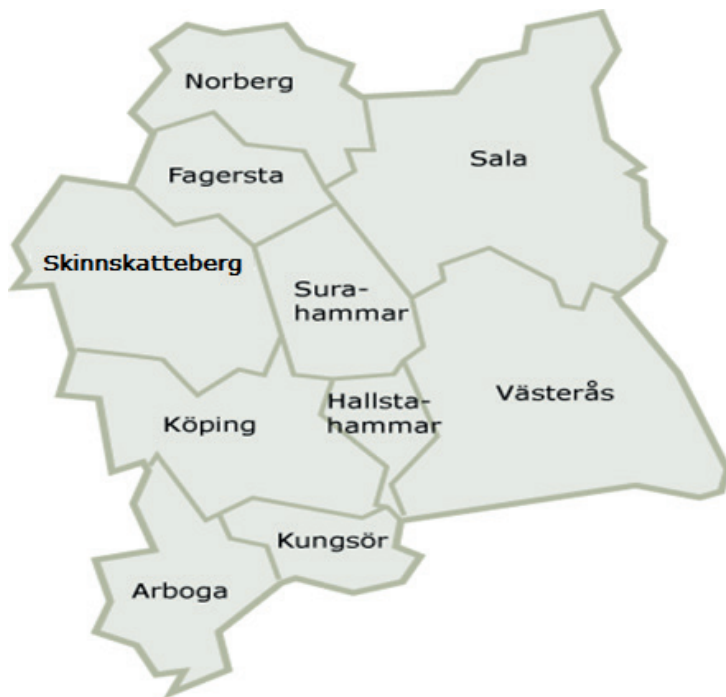 Norberg
Sala
Fagersta
Skinnskatteberg
Sura-
hammar
Västerås
Hallsta-
hammar
Köping
Kungsör
Arboga